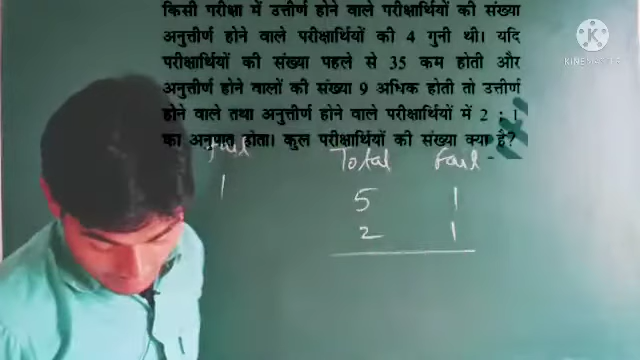 किसी परीक्षा में उत्तीर्ण होने वाले परीक्षार्थियों की संख्या
अनुत्तीर्ण होने वाले परीक्षार्थियों की 4 गुनी थी। यदि
परीक्षार्थियों की संख्या पहले से 35 कम होती और
अनुत्तीर्ण होने वालों की संख्या 9 अधिक होती तो उत्तीर्ण
होने वाले तथा अनुत्तीर्ण होने वाले परीक्षार्थियों में 2 : 1
का अनुपात होता। कुल परीक्षार्थियों की संख्या क्या है?
KINEMASTER
Total Fail
1 5 1
2 1